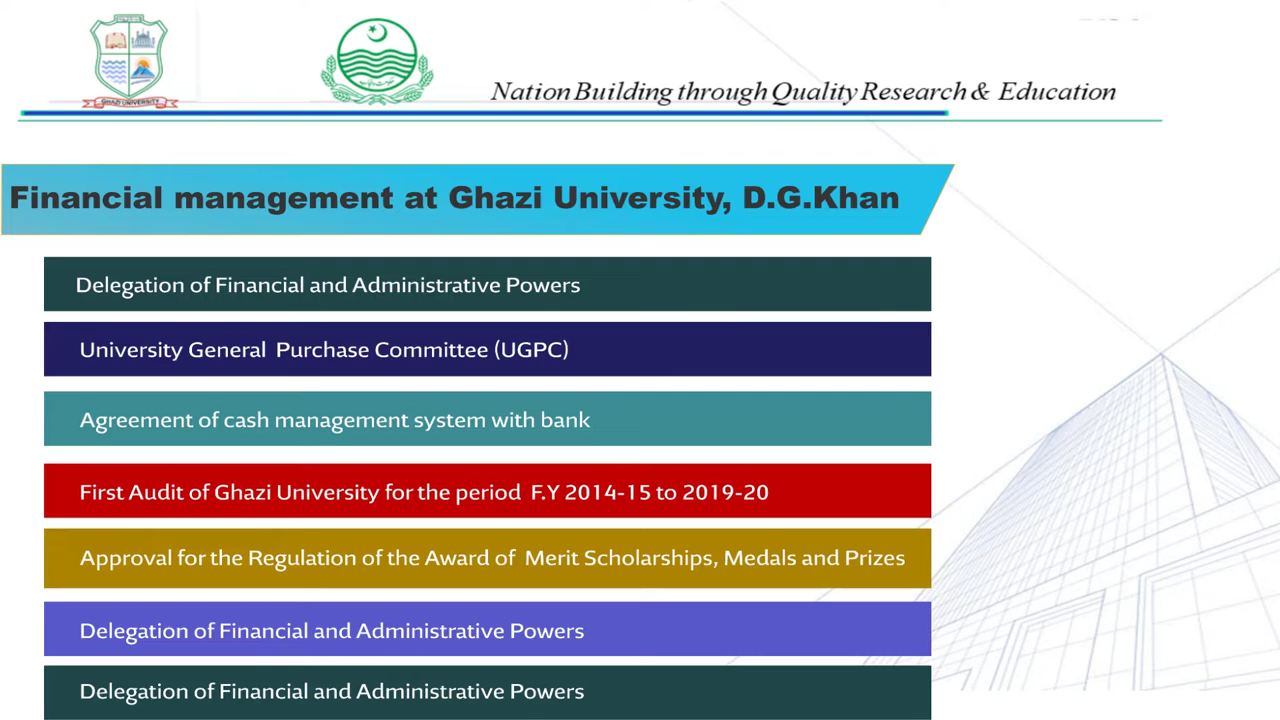 GHAZI UNIVERSITY
Nation Building through Quality Research & Education
Financial management at Ghazi University, D.G.Khan
Delegation of Financial and Administrative Powers
University General Purchase Committee (UGPC)
Agreement of cash management system with bank
First Audit of Ghazi University for the period F.Y 2014-15 to 2019-20
Approval for the Regulation of the Award of Merit Scholarships, Medals and Prizes
Delegation of Financial and Administrative Powers
Delegation of Financial and Administrative Powers